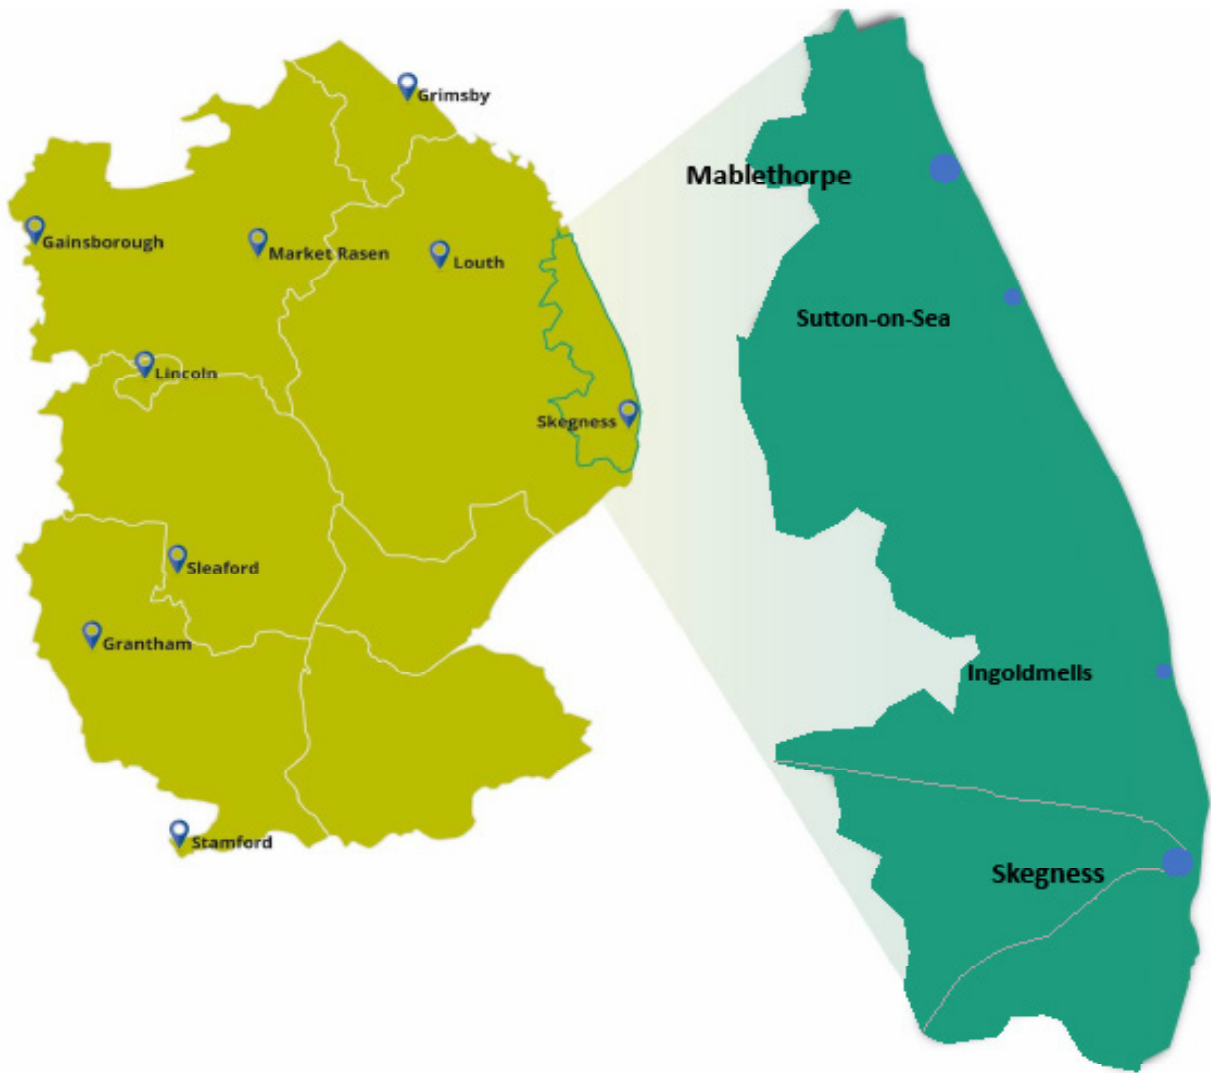 Grimsby
Mablethorpe
Gainsborough
Market Rasen
Louth
Sutton-on-Sea
Lincoln
Skegness
Sleaford
Grantham
Ingoldmells
Stamford
Skegness